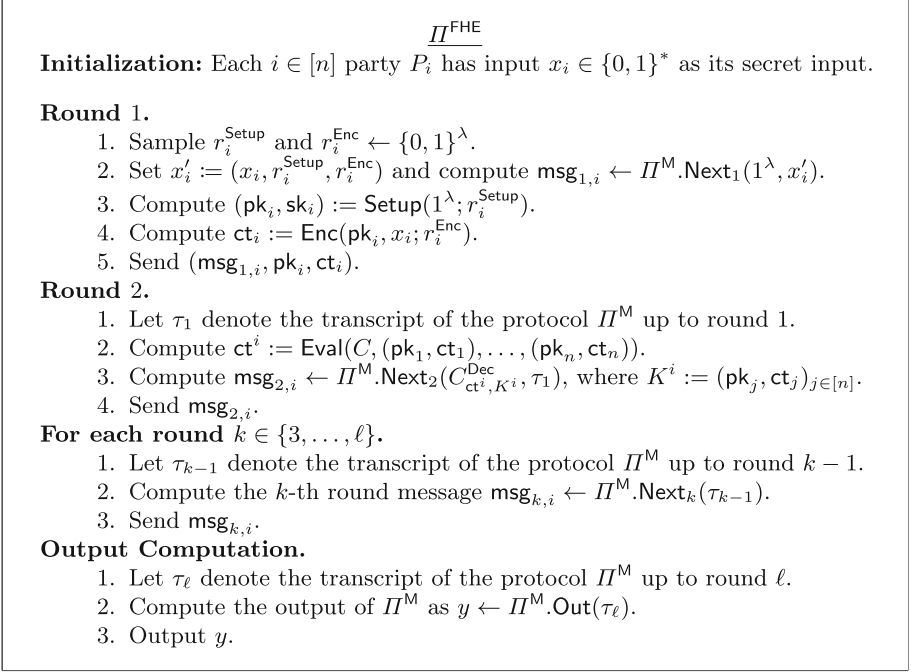 Π^FHE
Initialization: Each i ∈ [n] party P_i has input x_i ∈ {0, 1}^* as its secret input.
Round 1.
1. Sample r_i^Setup and r_i^Enc ← {0, 1}^λ.
2. Set x'_i := (x_i, r_i^Setup, r_i^Enc) and compute msg_{1,i} ← Π^M.Next_1(1^λ, x'_i).
3. Compute (pk_i, sk_i) := Setup(1^λ; r_i^Setup).
4. Compute ct_i := Enc(pk_i, x_i; r_i^Enc).
5. Send (msg_{1,i}, pk_i, ct_i).
Round 2.
1. Let τ_1 denote the transcript of the protocol Π^M up to round 1.
2. Compute ct^i := Eval(C, (pk_1, ct_1), . . . , (pk_n, ct_n)).
3. Compute msg_{2,i} ← Π^M.Next_2(C^Dec_{ct^i,K^i}, τ_1), where K^i := (pk_j, ct_j)_{j∈[n]}.
4. Send msg_{2,i}.
For each round k ∈ {3, . . . , ℓ}.
1. Let τ_{k−1} denote the transcript of the protocol Π^M up to round k − 1.
2. Compute the k-th round message msg_{k,i} ← Π^M.Next_k(τ_{k−1}).
3. Send msg_{k,i}.
Output Computation.
1. Let τ_ℓ denote the transcript of the protocol Π^M up to round ℓ.
2. Compute the output of Π^M as y ← Π^M.Out(τ_ℓ).
3. Output y.